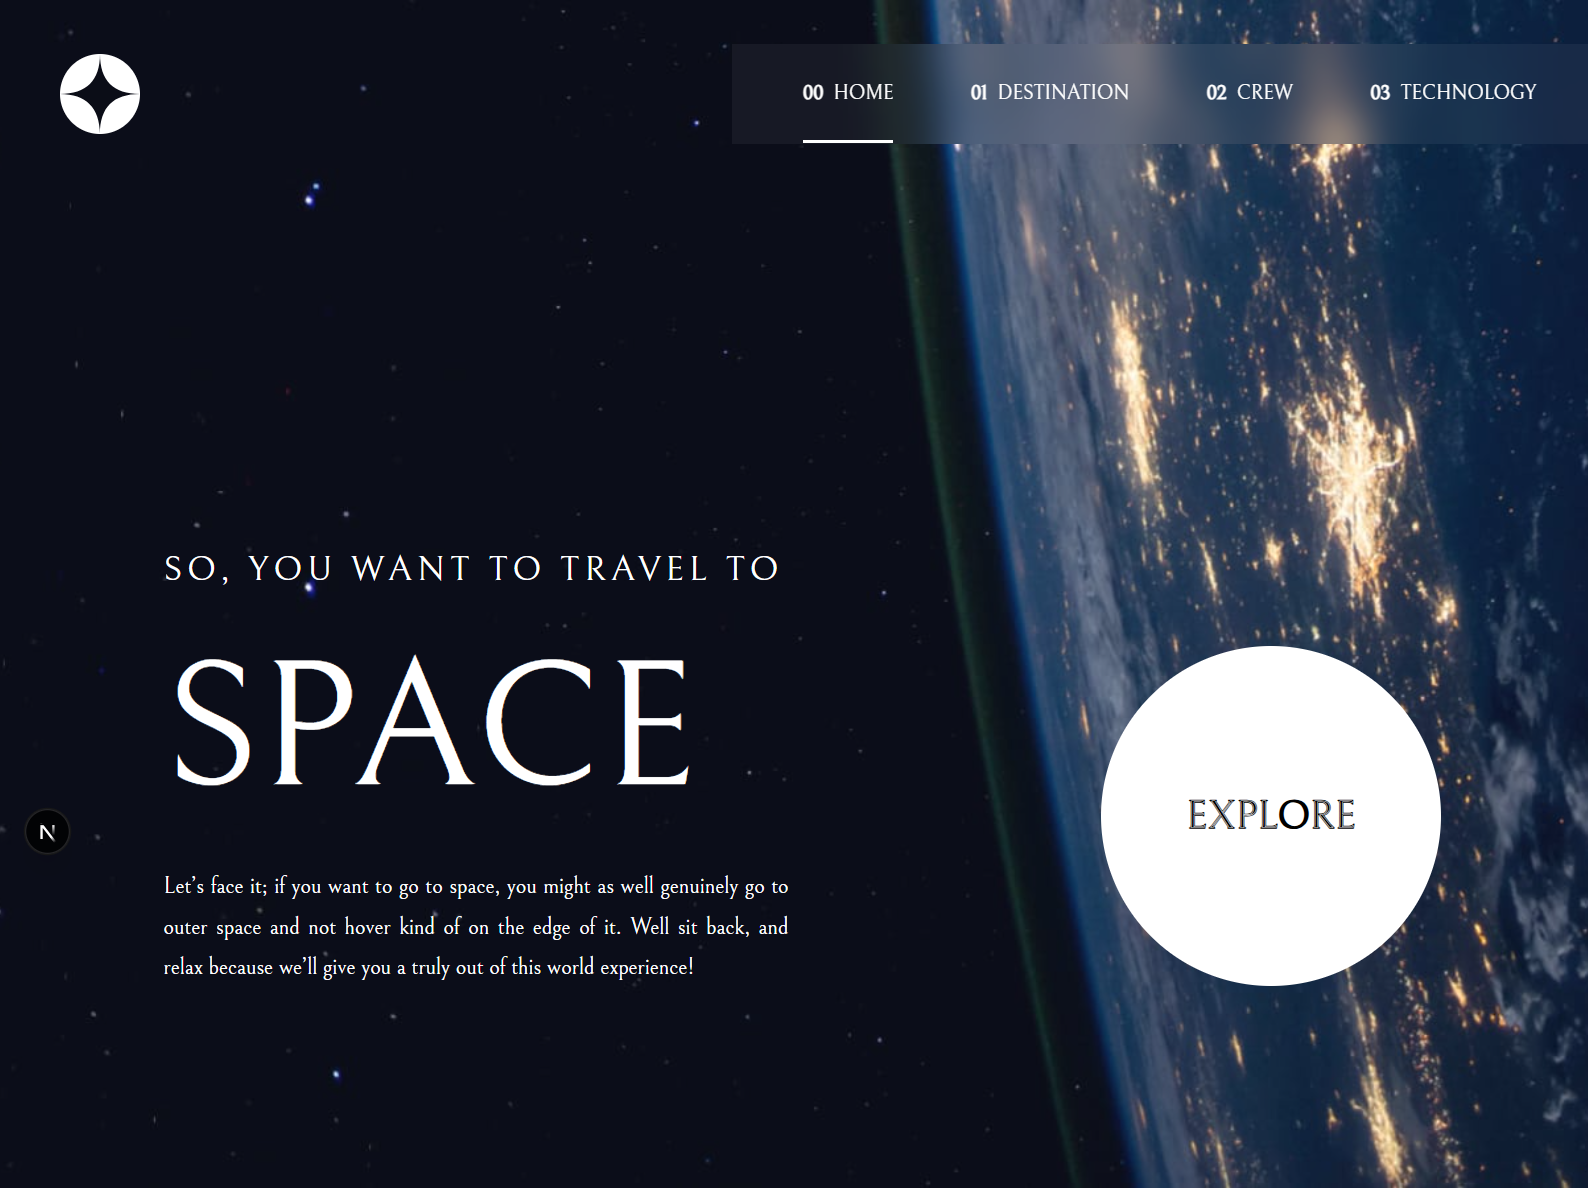 00 HOME 01 DESTINATION 02 CREW 03 TECHNOLOGY
SO, YOU WANT TO TRAVEL TO
SPACE
Let’s face it; if you want to go to space, you might as well genuinely go to
outer space and not hover kind of on the edge of it. Well sit back, and
relax because we’ll give you a truly out of this world experience!
EXPLORE
N